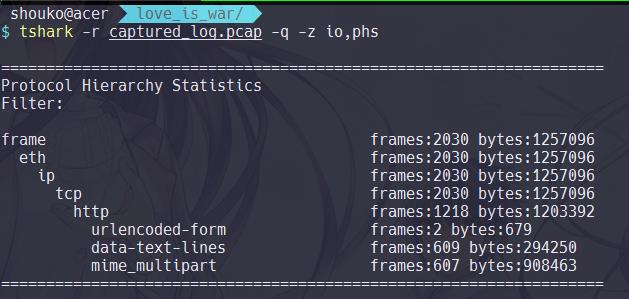 shouko@acer love_is_war/
$ tshark -r captured_log.pcap -q -z io,phs
===================================================================
Protocol Hierarchy Statistics
Filter:
frame frames:2030 bytes:1257096
eth frames:2030 bytes:1257096
ip frames:2030 bytes:1257096
tcp frames:2030 bytes:1257096
http frames:1218 bytes:1203392
urlencoded-form frames:2 bytes:679
data-text-lines frames:609 bytes:294250
mime_multipart frames:607 bytes:908463
===================================================================